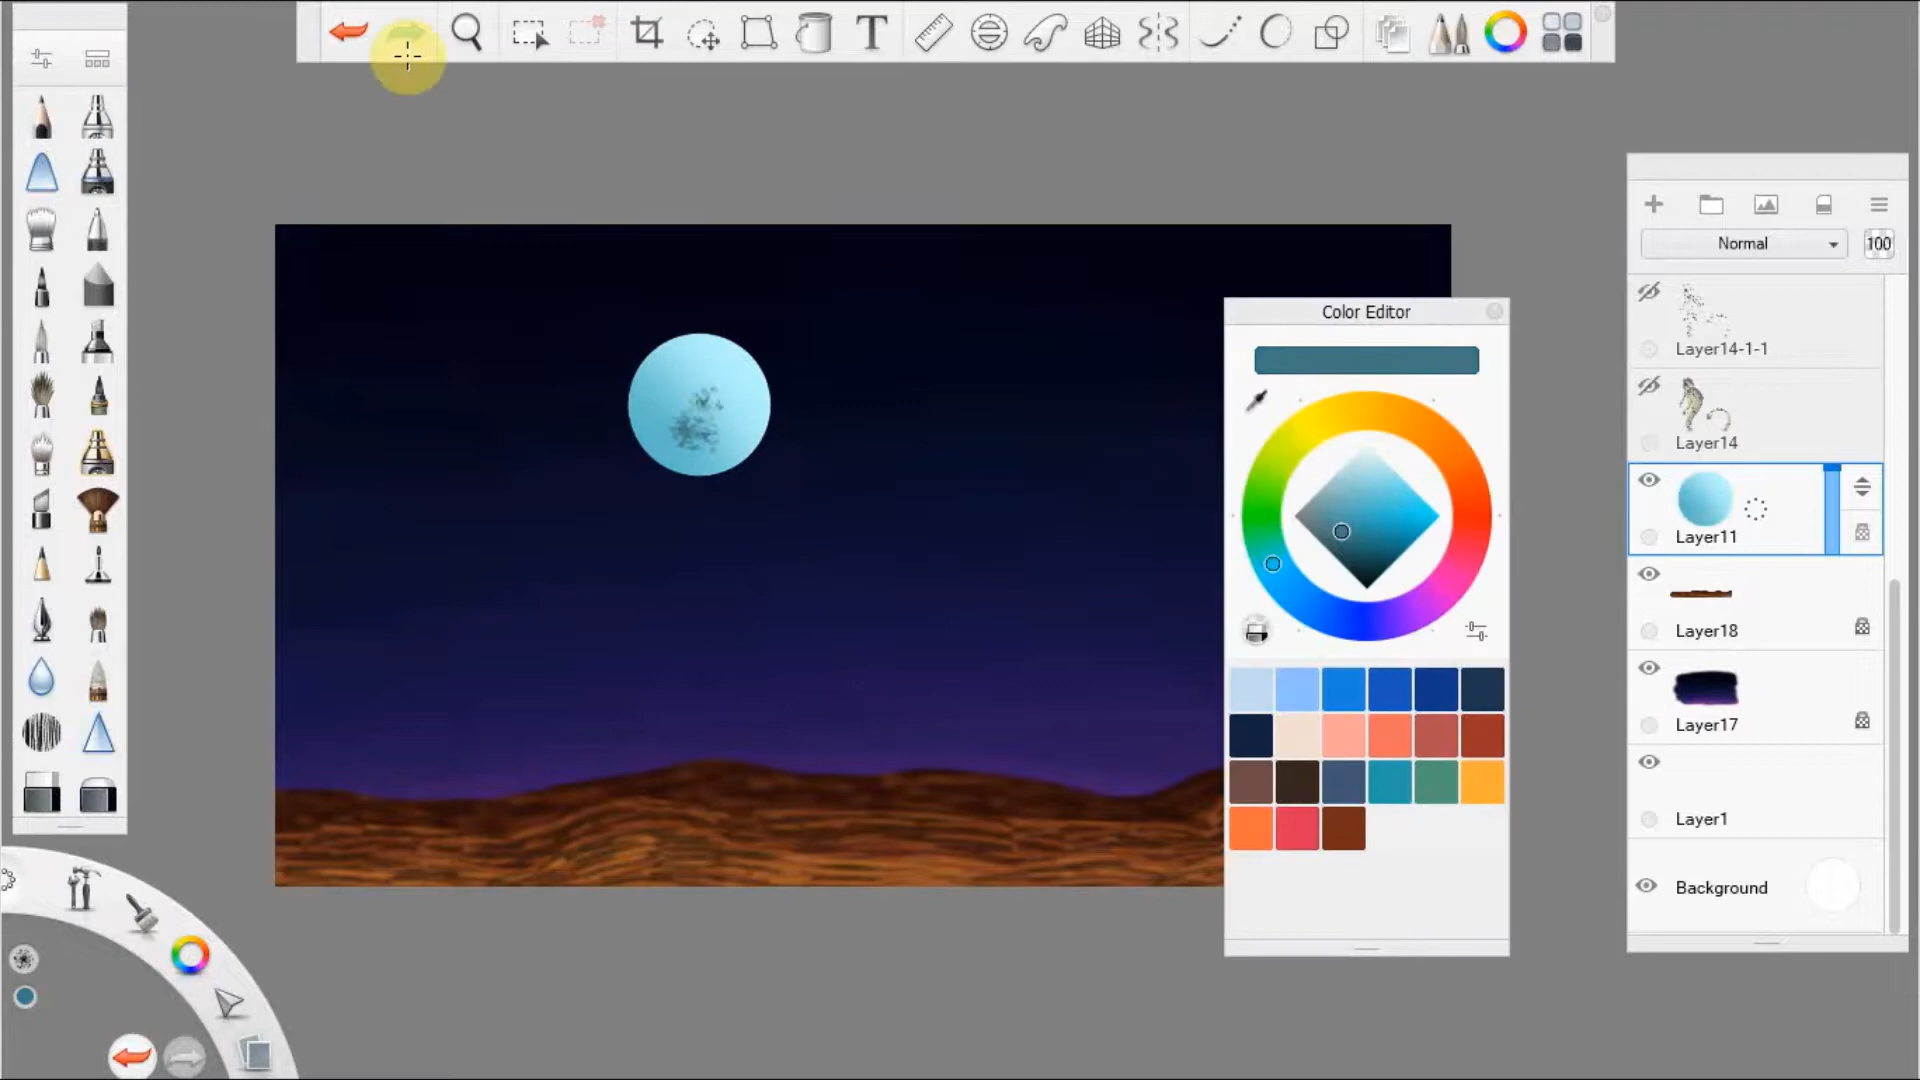 T
Normal
100
Layer14-1-1
Layer14
Layer11
Layer18
Layer17
Layer1
Background
Color Editor